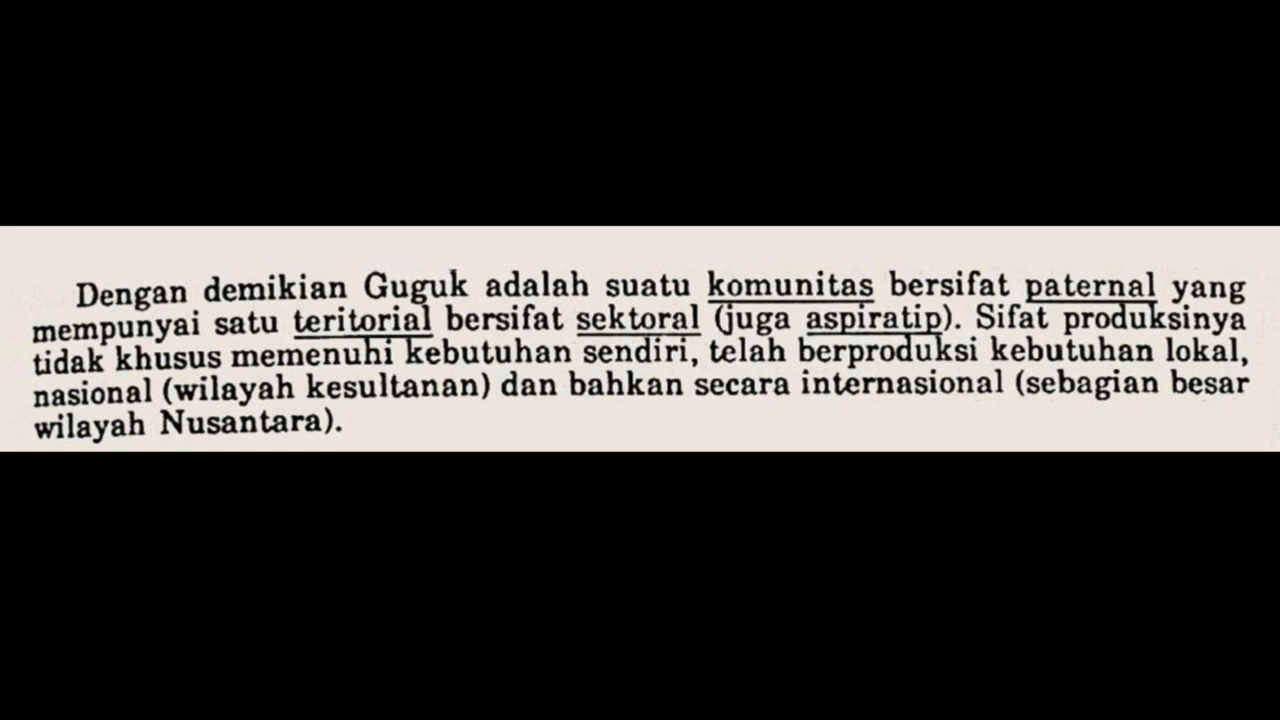 Dengan demikian Guguk adalah suatu komunitas bersifat paternal yang
mempunyai satu teritorial bersifat sektoral (juga aspiratip). Sifat produksinya
tidak khusus memenuhi kebutuhan sendiri, telah berproduksi kebutuhan lokal,
nasional (wilayah kesultanan) dan bahkan secara internasional (sebagian besar
wilayah Nusantara).